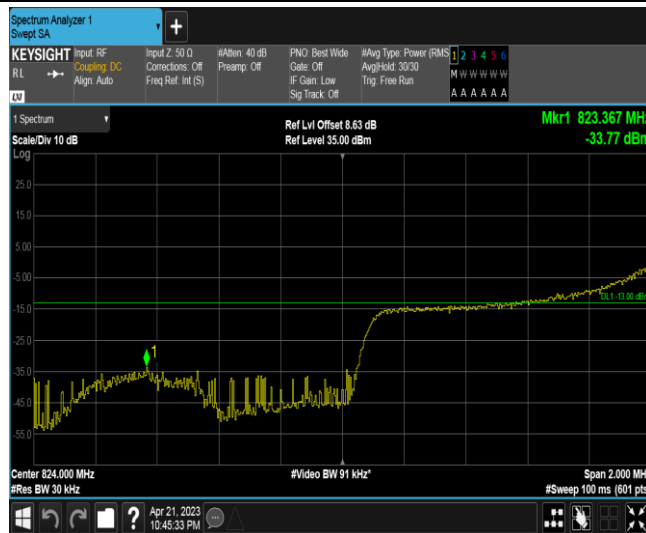 Spectrum Analyzer 1
Swept SA
+
KEYSIGHT
RL
LXI
Input: RF
Coupling: DC
Align: Auto
Input Z: 50 Ω
Corrections: Off
Freq Ref: Int (S)
#Atten: 40 dB
Preamp: Off
PNO: Best Wide
Gate: Off
IF Gain: Low
Sig Track: Off
#Avg Type: Power (RMS
Avg|Hold: 30/30
Trig: Free Run
1 2 3 4 5 6
M W W W W W
A A A A A A
1 Spectrum
Scale/Div 10 dB
Log
Ref Lvl Offset 8.63 dB
Ref Level 35.00 dBm
Mkr1 823.367 MHz
-33.77 dBm
25.0
15.0
5.00
-5.00
-15.0
-25.0
-35.0
-45.0
-55.0
1
DL1 -13.00 dBm
Center 824.000 MHz
#Res BW 30 kHz
#Video BW 91 kHz*
Span 2.000 MHz
#Sweep 100 ms (601 pts)
?
Apr 21, 2023
10:45:33 PM